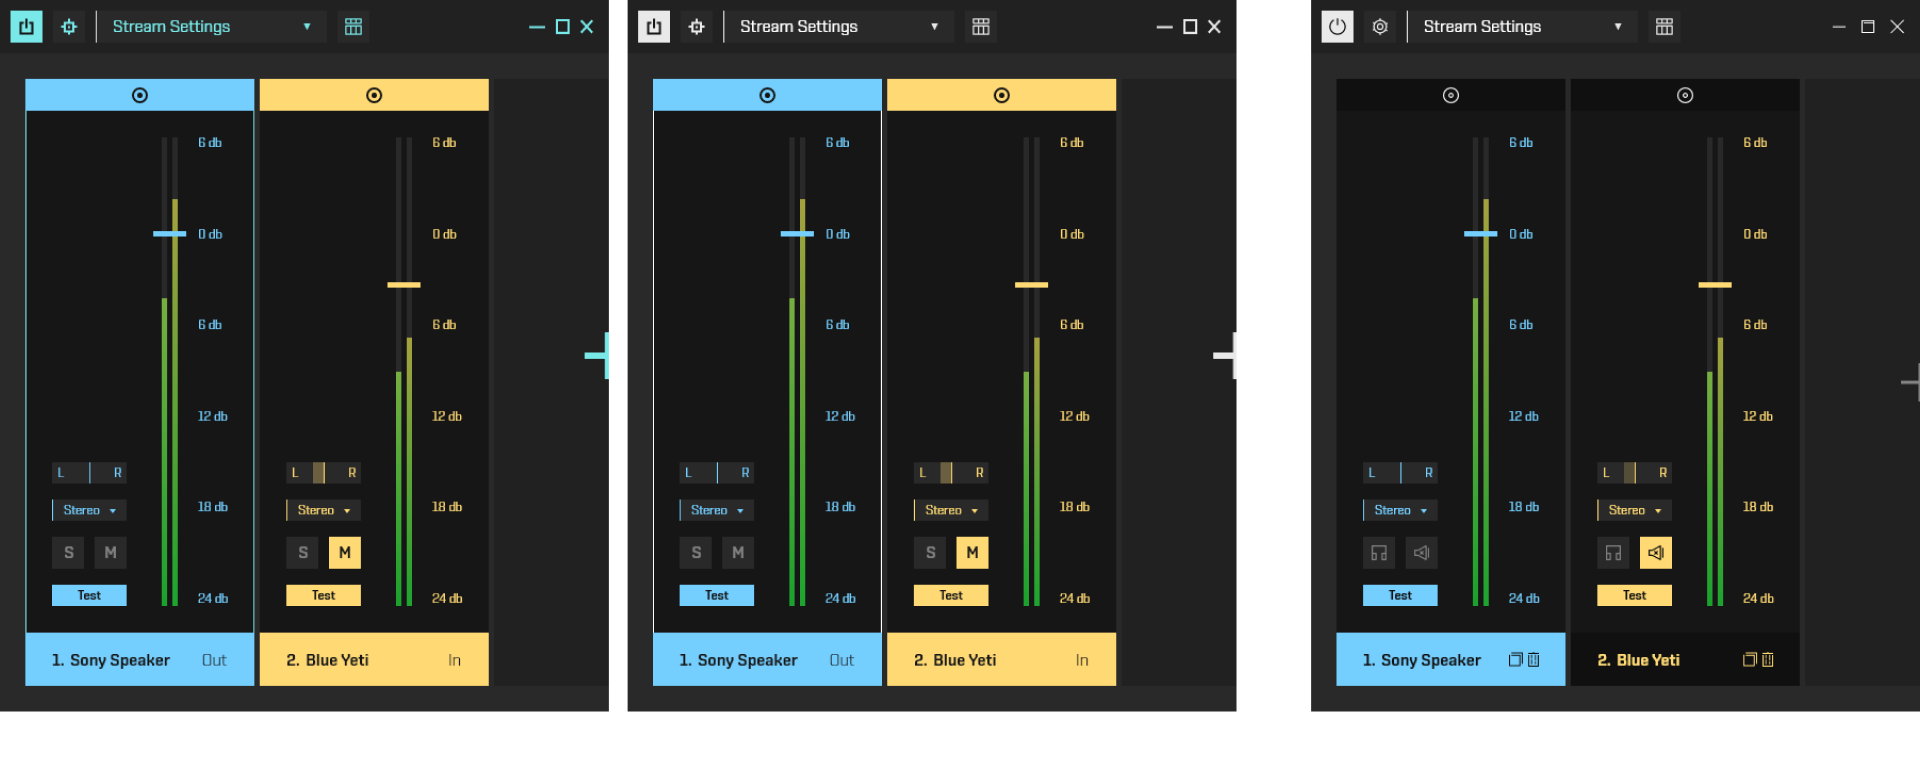 Stream Settings
6 db
0 db
6 db
12 db
L R
18 db
Stereo
S M
Test
24 db
1. Sony Speaker Out
6 db
0 db
6 db
12 db
L R
18 db
Stereo
S M
Test
24 db
2. Blue Yeti In
Stream Settings
6 db
0 db
6 db
12 db
L R
18 db
Stereo
S M
Test
24 db
1. Sony Speaker Out
6 db
0 db
6 db
12 db
L R
18 db
Stereo
S M
Test
24 db
2. Blue Yeti In
Stream Settings
6 db
0 db
6 db
12 db
L R
18 db
Stereo
Test
24 db
1. Sony Speaker
6 db
0 db
6 db
12 db
L R
18 db
Stereo
Test
24 db
2. Blue Yeti